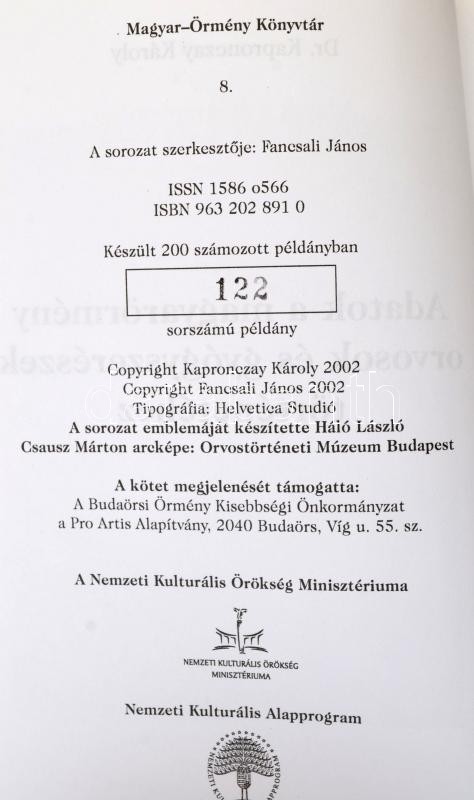 Magyar–Örmény Könyvtár
8.
A sorozat szerkesztője: Fancsali János
ISSN 1586 o566
ISBN 963 202 891 0
Készült 200 számozott példányban
122
sorszámú példány
Copyright Kapronczay Károly 2002
Copyright Fancsali János 2002
Tipográfia: Helvetica Studió
A sorozat emblemáját készítette Háió László
Csausz Márton arcképe: Orvostörténeti Múzeum Budapest
A kötet megjelenését támogatta:
A Budaörsi Örmény Kisebbségi Önkormányzat
a Pro Artis Alapítvány, 2040 Budaörs, Víg u. 55. sz.
A Nemzeti Kulturális Örökség Minisztériuma
NEMZETI KULTURÁLIS ÖRÖKSÉG
MINISZTÉRIUMA
Nemzeti Kulturális Alapprogram